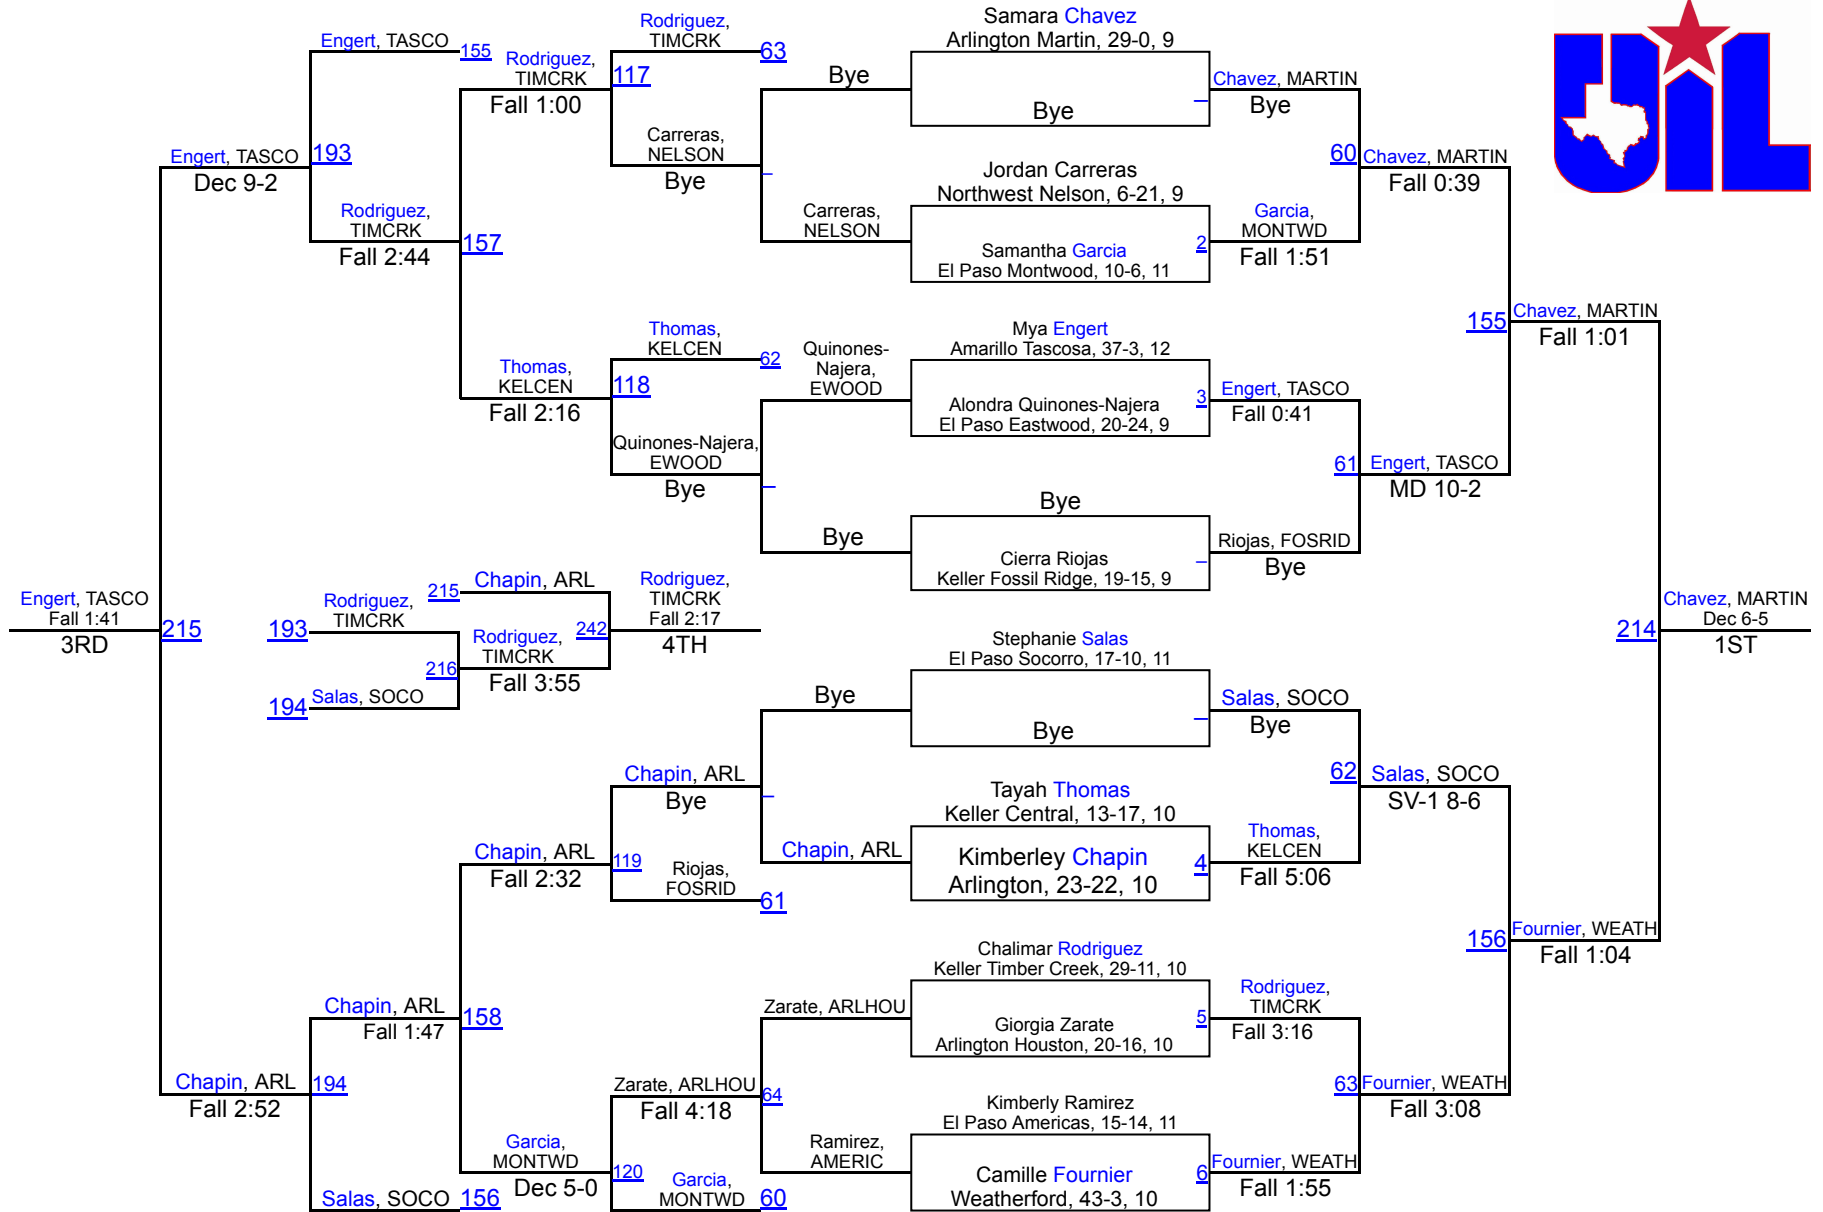 Engert, TASCO
155
Rodriguez,
TIMCRK
Fall 1:00
Rodriguez,
TIMCRK
63
117
Carreras,
NELSON
Bye
Engert, TASCO
Dec 9-2
193
Rodriguez,
TIMCRK
Fall 2:44
157
Thomas,
KELCEN
Fall 2:16
Thomas,
KELCEN
62
118
Quinones-Najera,
EWOOD
Bye
Bye
Carreras,
NELSON
Quinones-
Najera,
EWOOD
Bye
Samara Chavez
Arlington Martin, 29-0, 9
Bye
Jordan Carreras
Northwest Nelson, 6-21, 9
Samantha Garcia
El Paso Montwood, 10-6, 11
2
Mya Engert
Amarillo Tascosa, 37-3, 12
Alondra Quinones-Najera
El Paso Eastwood, 20-24, 9
3
Bye
Cierra Riojas
Keller Fossil Ridge, 19-15, 9
Chavez, MARTIN
Bye
Garcia,
MONTWD
Fall 1:51
60
Chavez, MARTIN
Fall 0:39
Engert, TASCO
Fall 0:41
Riojas, FOSRID
Bye
61
Engert, TASCO
MD 10-2
155
Chavez, MARTIN
Fall 1:01
UIL
Engert, TASCO
Fall 1:41
3RD
215
193
Rodriguez,
TIMCRK
194
Salas, SOCO
215
Chapin, ARL
216
Rodriguez,
TIMCRK
Fall 3:55
242
Rodriguez,
TIMCRK
Fall 2:17
4TH
214
Chavez, MARTIN
Dec 6-5
1ST
Bye
Chapin, ARL
Bye
Chapin, ARL
Chapin, ARL
Fall 2:32
119
Riojas,
FOSRID
61
Chapin, ARL
Fall 1:47
158
Chapin, ARL
Fall 2:52
194
Salas, SOCO
156
Garcia,
MONTWD
Dec 5-0
120
Garcia,
MONTWD
60
Zarate, ARLHOU
Fall 4:18
64
Zarate, ARLHOU
Ramirez,
AMERIC
Stephanie Salas
El Paso Socorro, 17-10, 11
Bye
Tayah Thomas
Keller Central, 13-17, 10
Kimberley Chapin
Arlington, 23-22, 10
4
Chalimar Rodriguez
Keller Timber Creek, 29-11, 10
Giorgia Zarate
Arlington Houston, 20-16, 10
5
Kimberly Ramirez
El Paso Americas, 15-14, 11
Camille Fournier
Weatherford, 43-3, 10
6
Salas, SOCO
Bye
Thomas,
KELCEN
Fall 5:06
62
Salas, SOCO
SV-1 8-6
Rodriguez,
TIMCRK
Fall 3:16
Fournier, WEATH
Fall 1:55
63
Fournier, WEATH
Fall 3:08
156
Fournier, WEATH
Fall 1:04